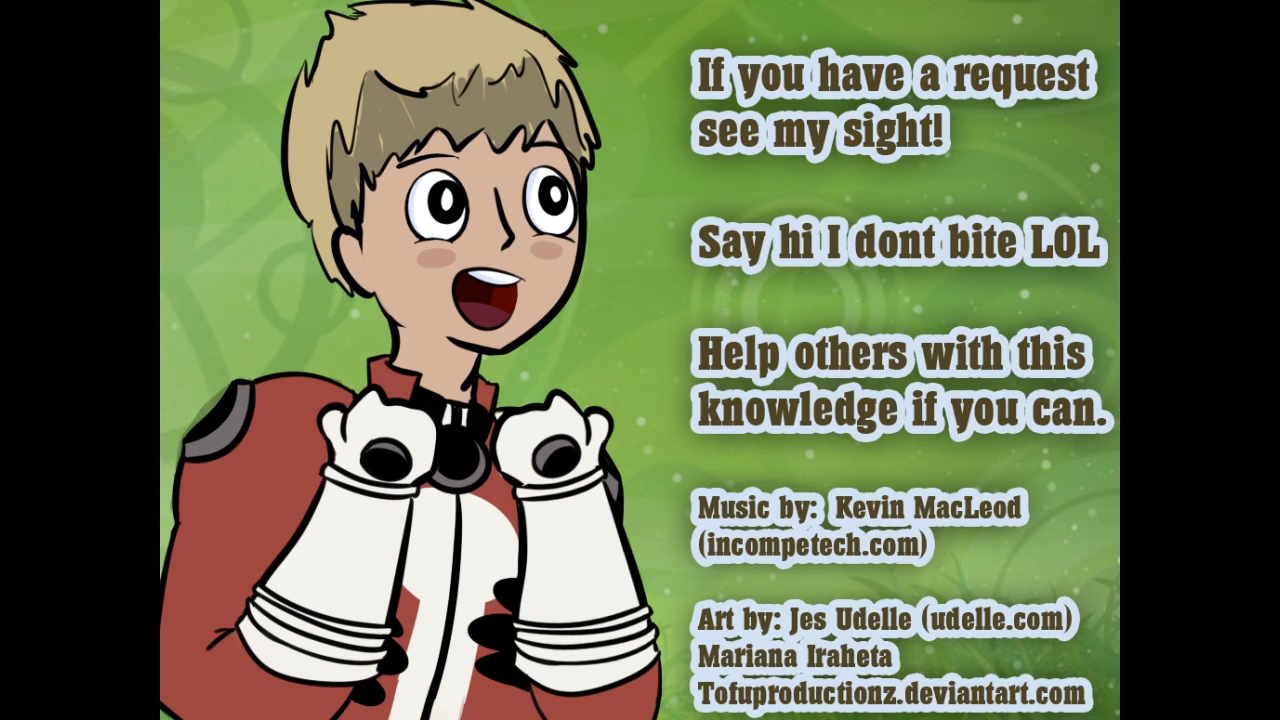 If you have a request
see my sight!
Say hi I dont bite LOL
Help others with this
knowledge if you can.
Music by: Kevin MacLeod
(incompetech.com)
Art by: Jes Udelle (udelle.com)
Mariana Iraheta
Tofuproductionz.deviantart.com